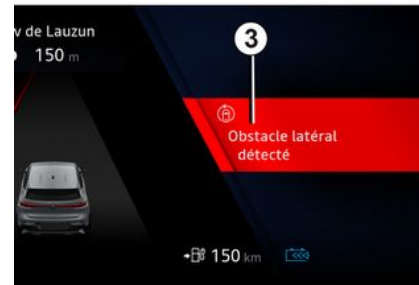 v de Lauzun
150 m
3
Obstacle latéral
détecté
150 km